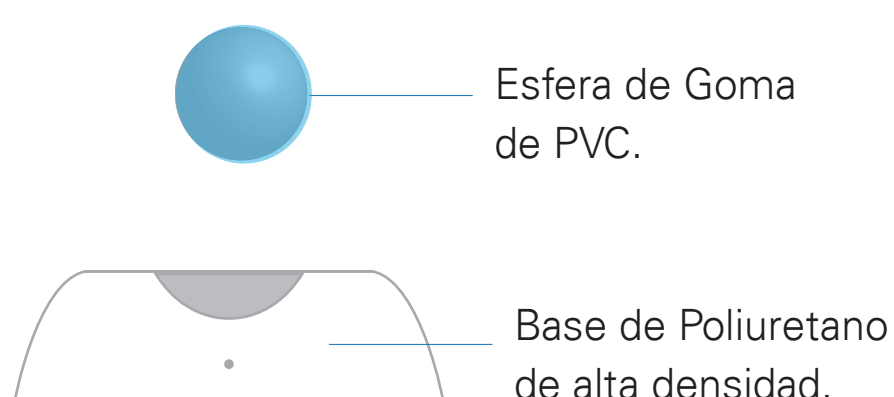 Esfera de Goma
de PVC.
Base de Poliuretano
de alta densidad.